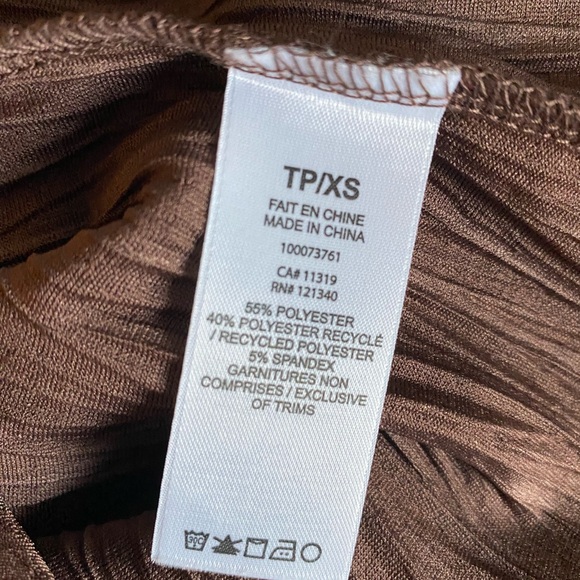 TP/XS
FAIT EN CHINE
MADE IN CHINA
100073761
CA# 11319
RN# 121340
55% POLYESTER
40% POLYESTER RECYCLÉ
/ RECYCLED POLYESTER
5% SPANDEX
GARNITURES NON
COMPRISES / EXCLUSIVE
OF TRIMS